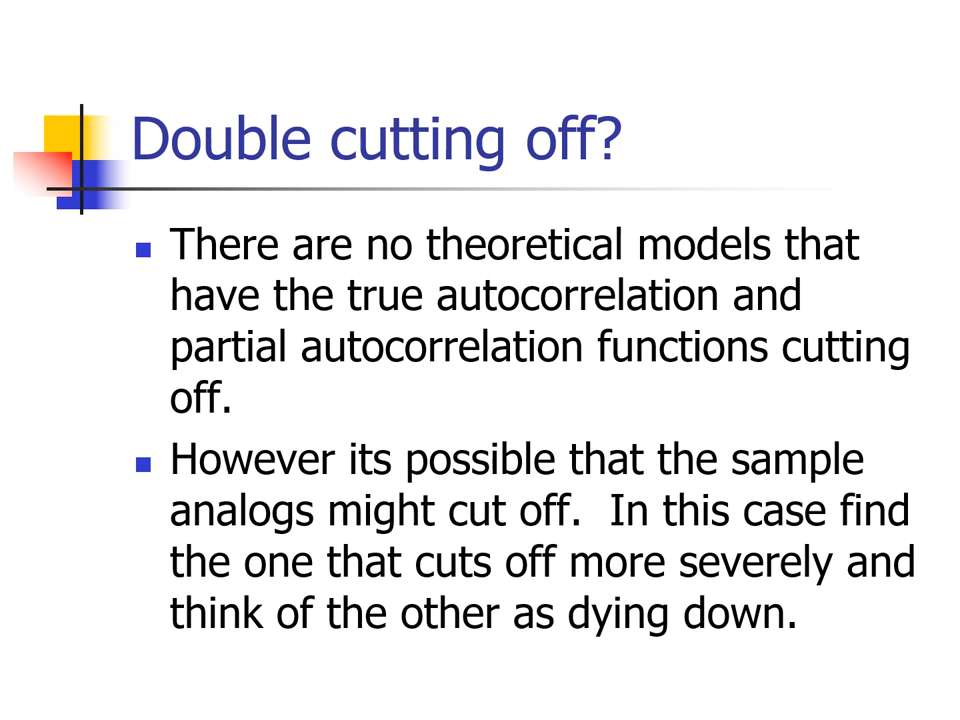 Double cutting off?
There are no theoretical models that
have the true autocorrelation and
partial autocorrelation functions cutting
off.
However its possible that the sample
analogs might cut off.  In this case find
the one that cuts off more severely and
think of the other as dying down.